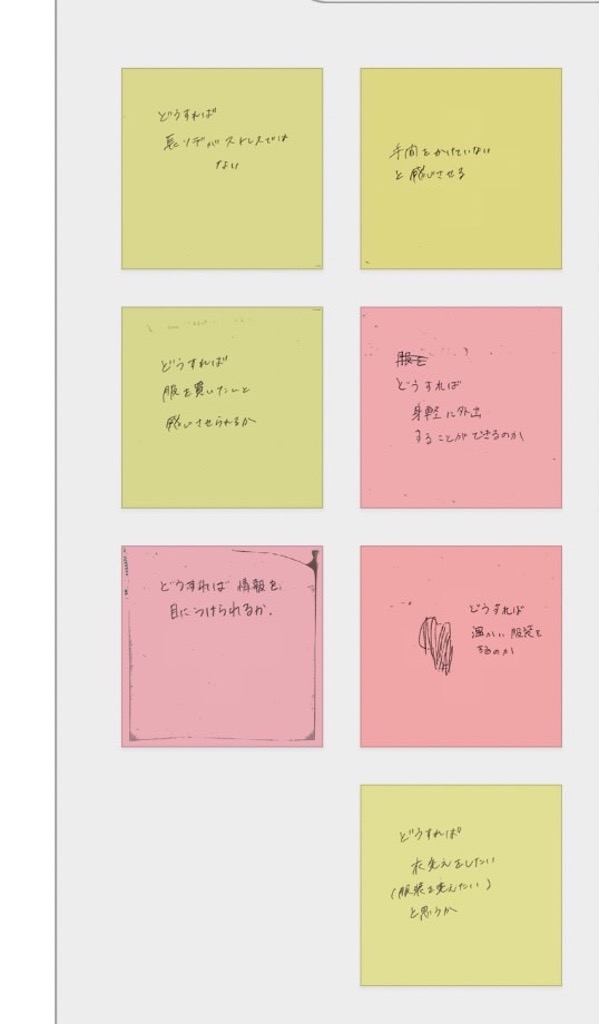 どうすれば
長ソデがストレスでは
ない
手間をかけていない
と感じさせる
どうすれば
服を買いたいと
感じさせられるか
服を
どうすれば
身軽に外出
することができるのか
どうすれば情報を
目につけられるか.
どうすれば
温かい服装を
するのか
どうすれば
衣替えをしたい
(服装を変えたい)
と思うか